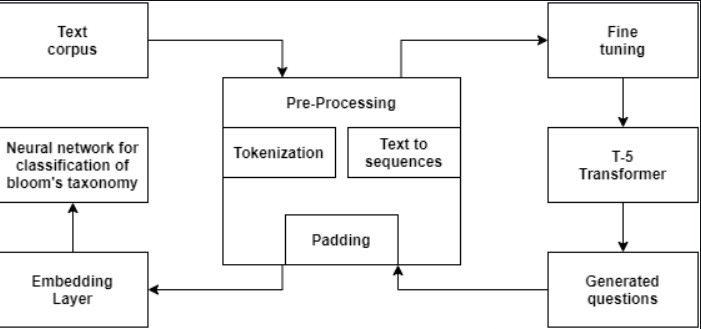 Text
corpus
Fine
tuning
Pre-Processing
Tokenization
Text to
sequences
Neural network for
classification of
bloom's taxonomy
T-5
Transformer
Padding
Embedding
Layer
Generated
questions